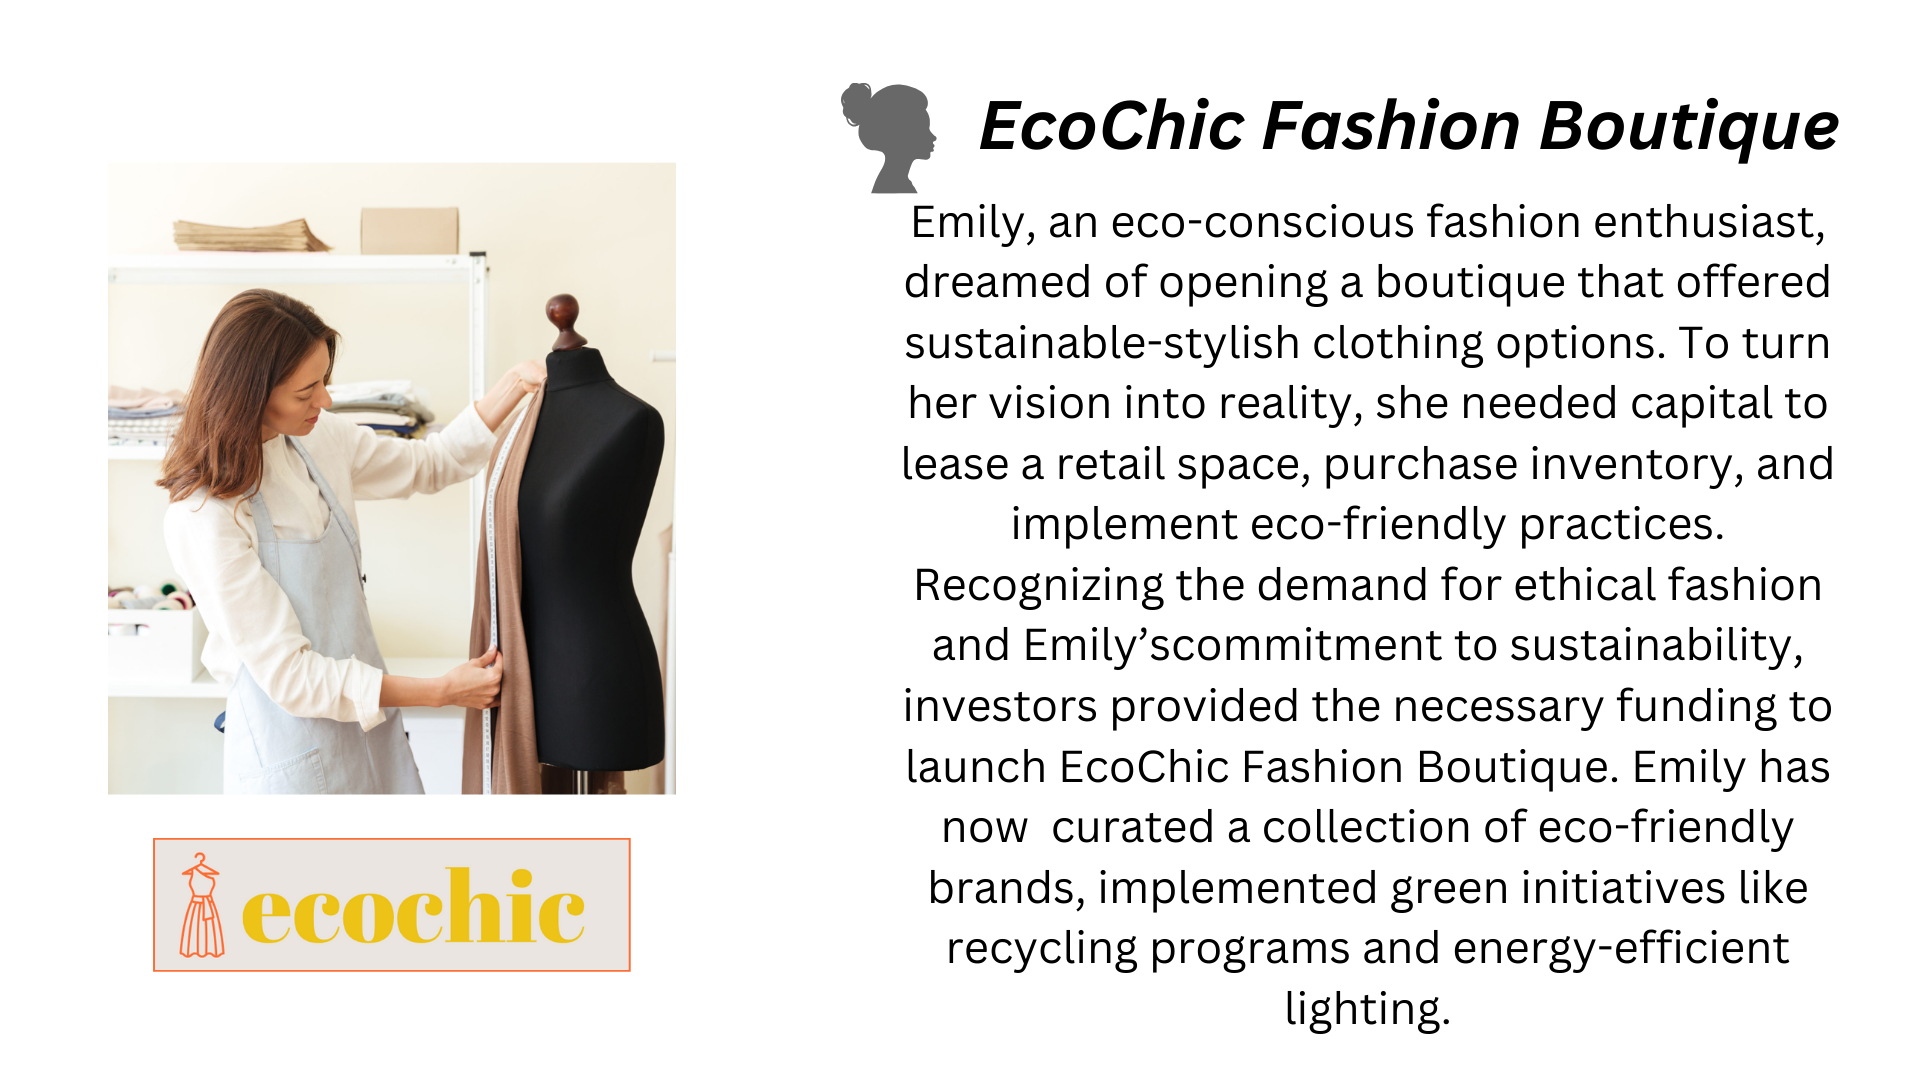 EcoChic Fashion Boutique
Emily, an eco-conscious fashion enthusiast,
dreamed of opening a boutique that offered
sustainable-stylish clothing options. To turn
her vision into reality, she needed capital to
lease a retail space, purchase inventory, and
implement eco-friendly practices.
Recognizing the demand for ethical fashion
and Emily’scommitment to sustainability,
investors provided the necessary funding to
launch EcoChic Fashion Boutique. Emily has
now  curated a collection of eco-friendly
brands, implemented green initiatives like
recycling programs and energy-efficient
lighting.
ecochic